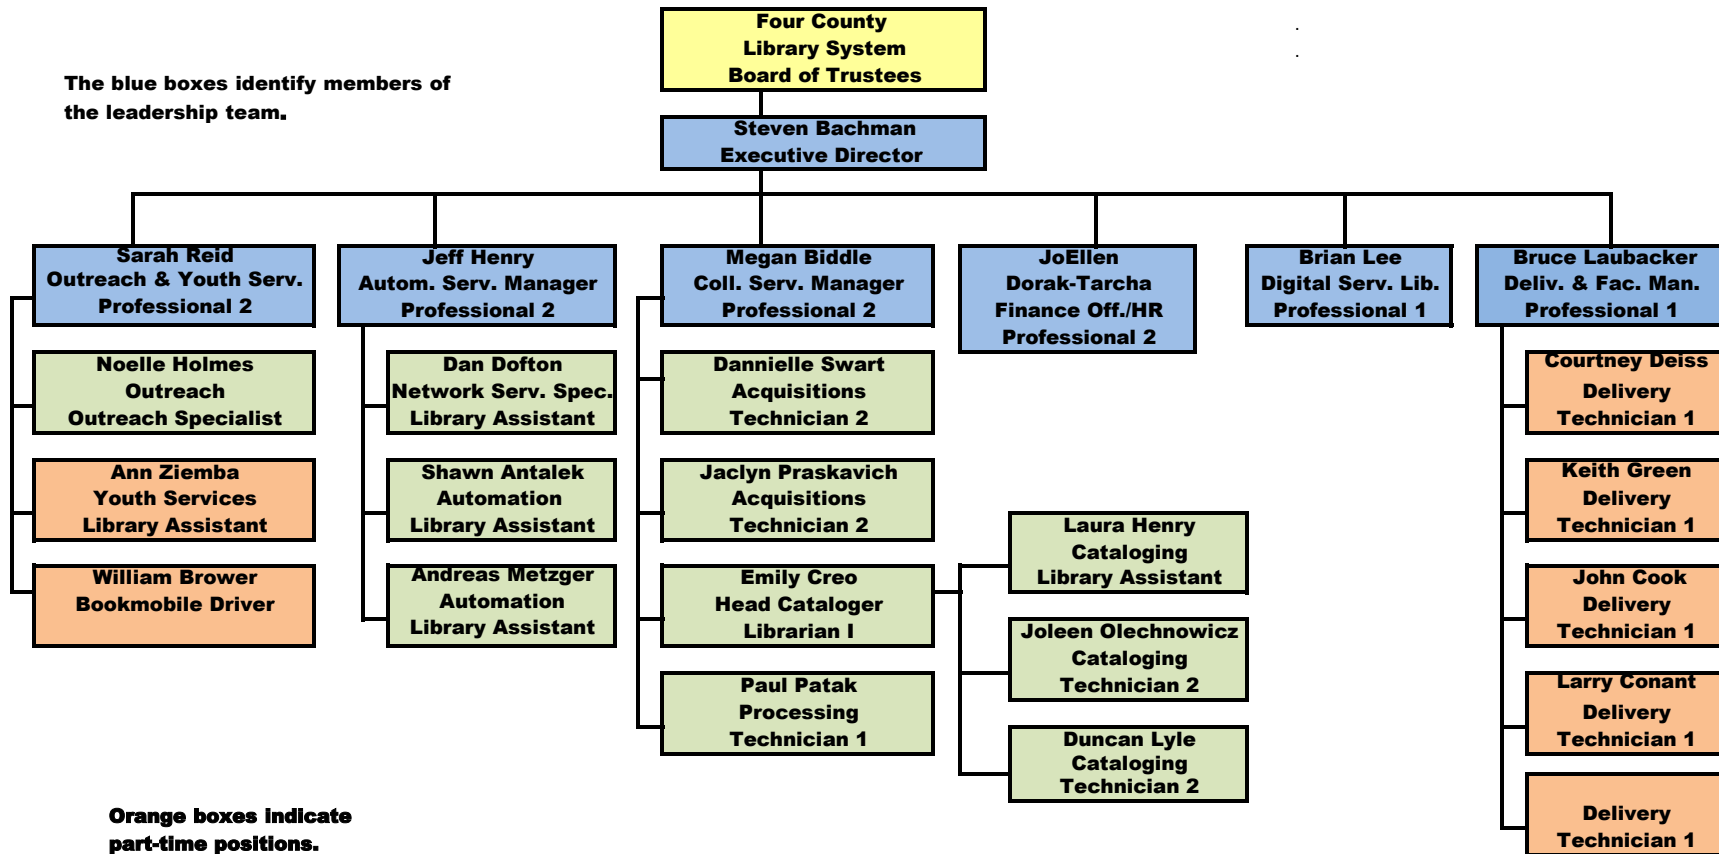 Four County
Library System
Board of Trustees
The blue boxes identify members of
the leadership team.
Steven Bachman
Executive Director
Sarah Reid
Outreach & Youth Serv.
Professional 2
Jeff Henry
Autom. Serv. Manager
Professional 2
Megan Biddle
Coll. Serv. Manager
Professional 2
JoEllen
Dorak-Tarcha
Finance Off./HR
Professional 2
Brian Lee
Digital Serv. Lib.
Professional 1
Bruce Laubacker
Deliv. & Fac. Man.
Professional 1
Noelle Holmes
Outreach
Outreach Specialist
Ann Ziemba
Youth Services
Library Assistant
William Brower
Bookmobile Driver
Dan Dofton
Network Serv. Spec.
Library Assistant
Shawn Antalek
Automation
Library Assistant
Andreas Metzger
Automation
Library Assistant
Dannielle Swart
Acquisitions
Technician 2
Jaclyn Praskavich
Acquisitions
Technician 2
Emily Creo
Head Cataloger
Librarian I
Paul Patak
Processing
Technician 1
Laura Henry
Cataloging
Library Assistant
Joleen Olechnowicz
Cataloging
Technician 2
Duncan Lyle
Cataloging
Technician 2
Courtney Deiss
Delivery
Technician 1
Keith Green
Delivery
Technician 1
John Cook
Delivery
Technician 1
Larry Conant
Delivery
Technician 1
Delivery
Technician 1
Orange boxes indicate
part-time positions.